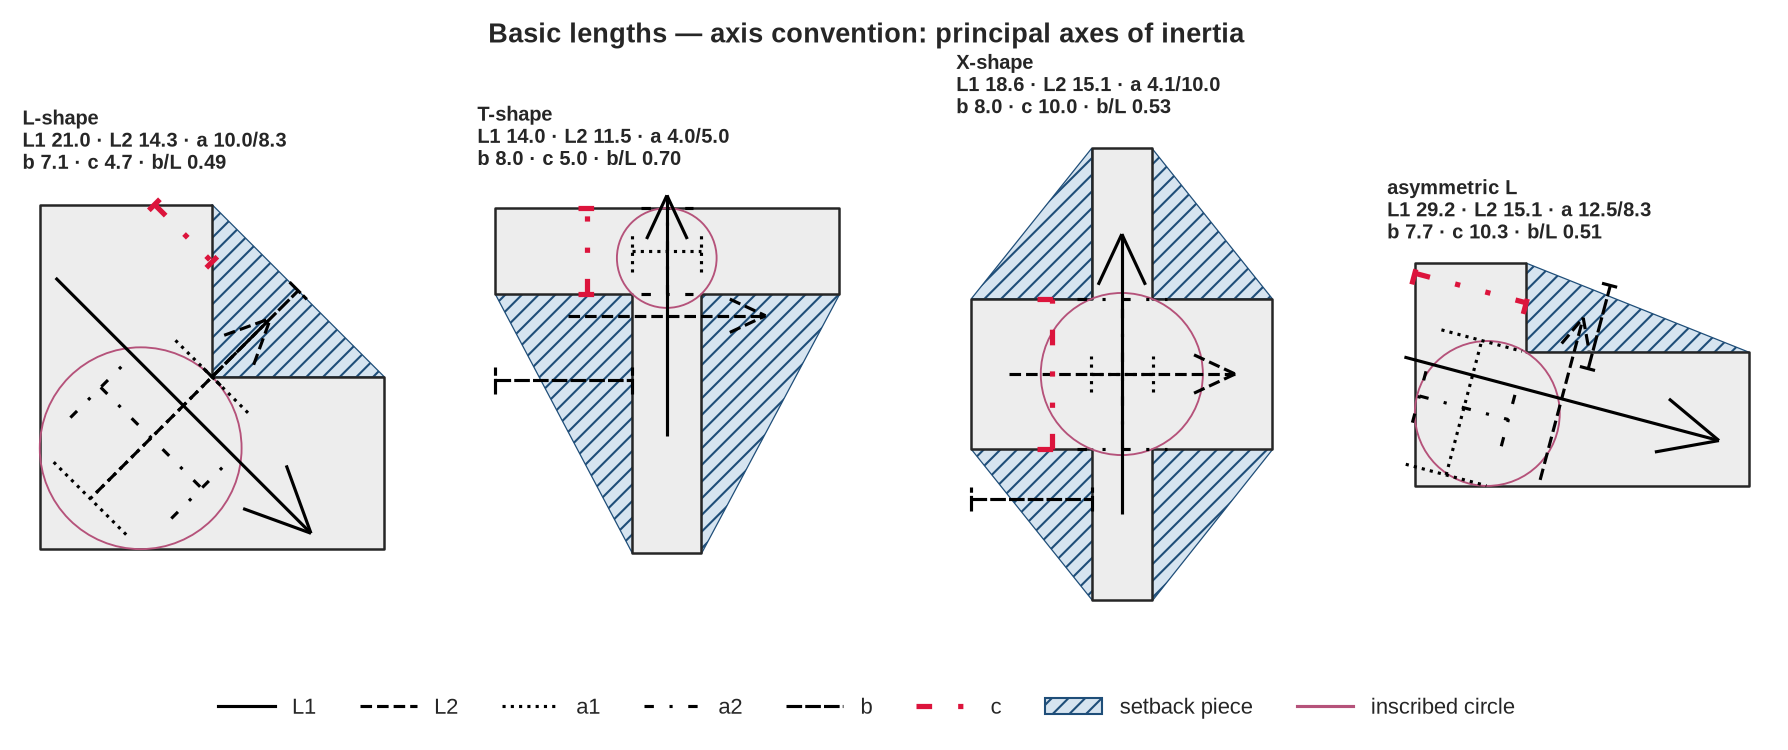 Basic lengths — axis convention: principal axes of inertia
L-shape
L1 21.0 · L2 14.3 · a 10.0/8.3
b 7.1 · c 4.7 · b/L 0.49
T-shape
L1 14.0 · L2 11.5 · a 4.0/5.0
b 8.0 · c 5.0 · b/L 0.70
X-shape
L1 18.6 · L2 15.1 · a 4.1/10.0
b 8.0 · c 10.0 · b/L 0.53
asymmetric L
L1 29.2 · L2 15.1 · a 12.5/8.3
b 7.7 · c 10.3 · b/L 0.51
L1 L2 a1 a2 b c setback piece inscribed circle